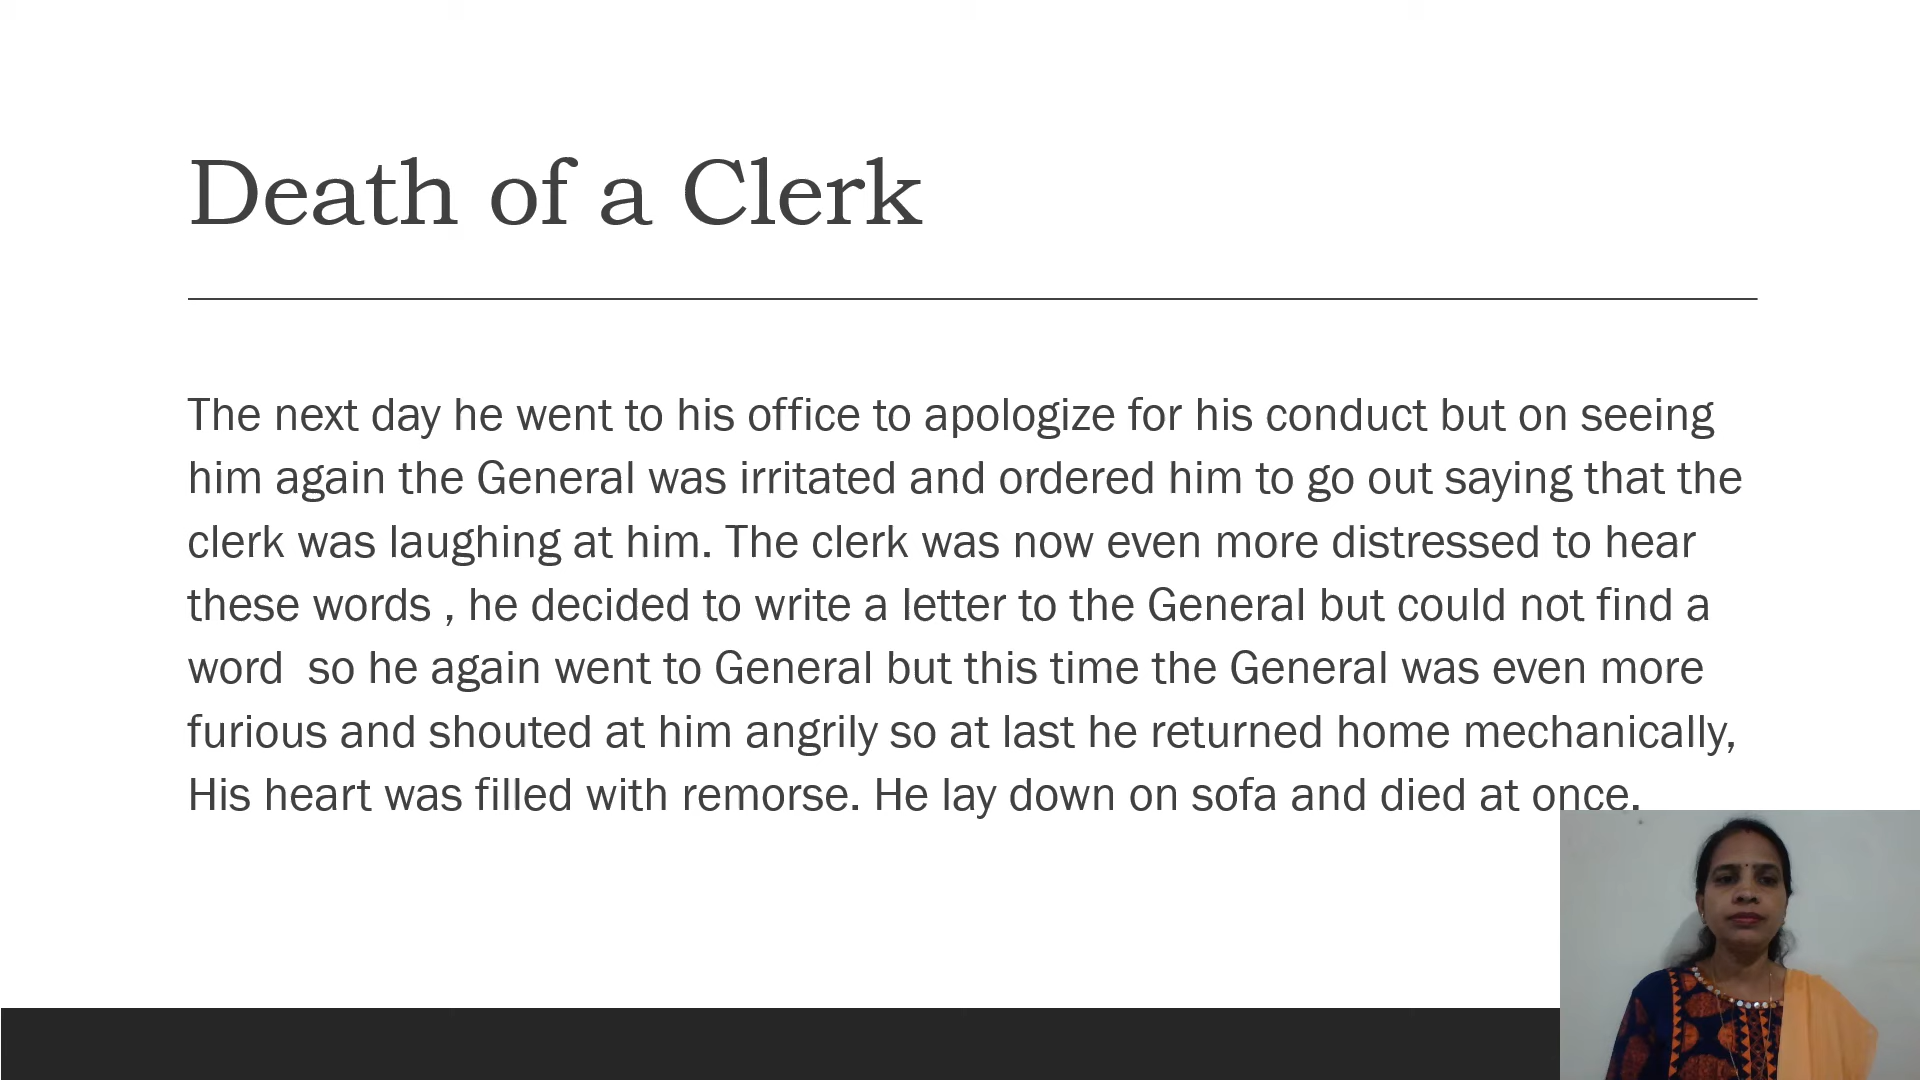 Death of a Clerk
The next day he went to his office to apologize for his conduct but on seeing
him again the General was irritated and ordered him to go out saying that the
clerk was laughing at him. The clerk was now even more distressed to hear
these words , he decided to write a letter to the General but could not find a
word  so he again went to General but this time the General was even more
furious and shouted at him angrily so at last he returned home mechanically,
His heart was filled with remorse. He lay down on sofa and died at once.